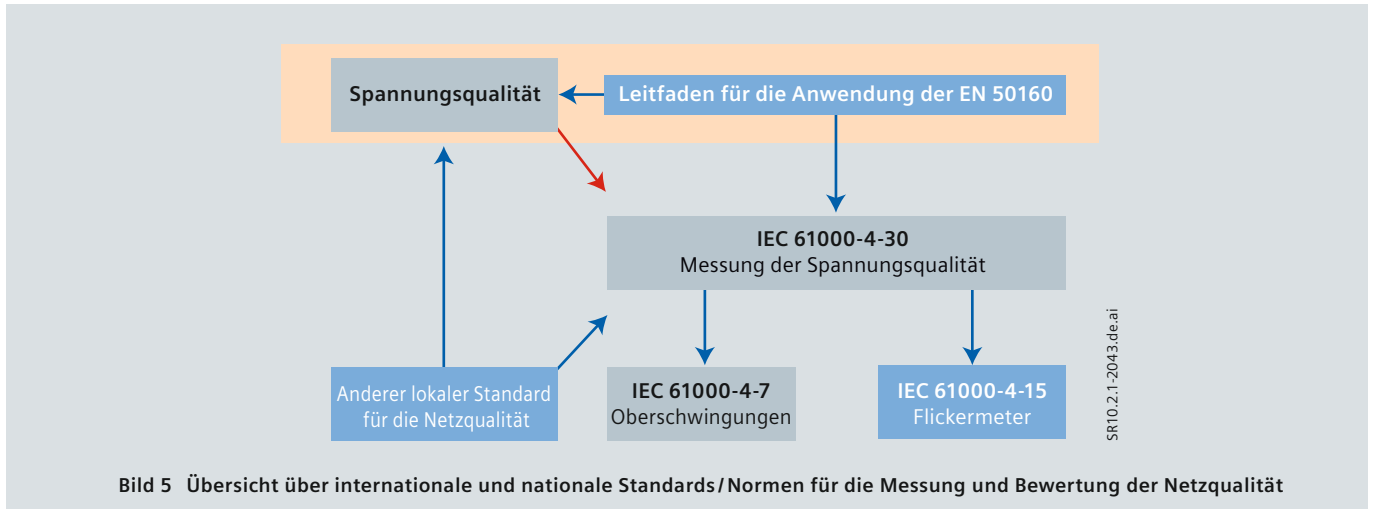 Spannungsqualität
Leitfaden für die Anwendung der EN 50160
IEC 61000-4-30
Messung der Spannungsqualität
Anderer lokaler Standard
für die Netzqualität
IEC 61000-4-7
Oberschwingungen
IEC 61000-4-15
Flickermeter
SR10.2.1-2043.de.ai
Bild 5 Übersicht über internationale und nationale Standards/Normen für die Messung und Bewertung der Netzqualität